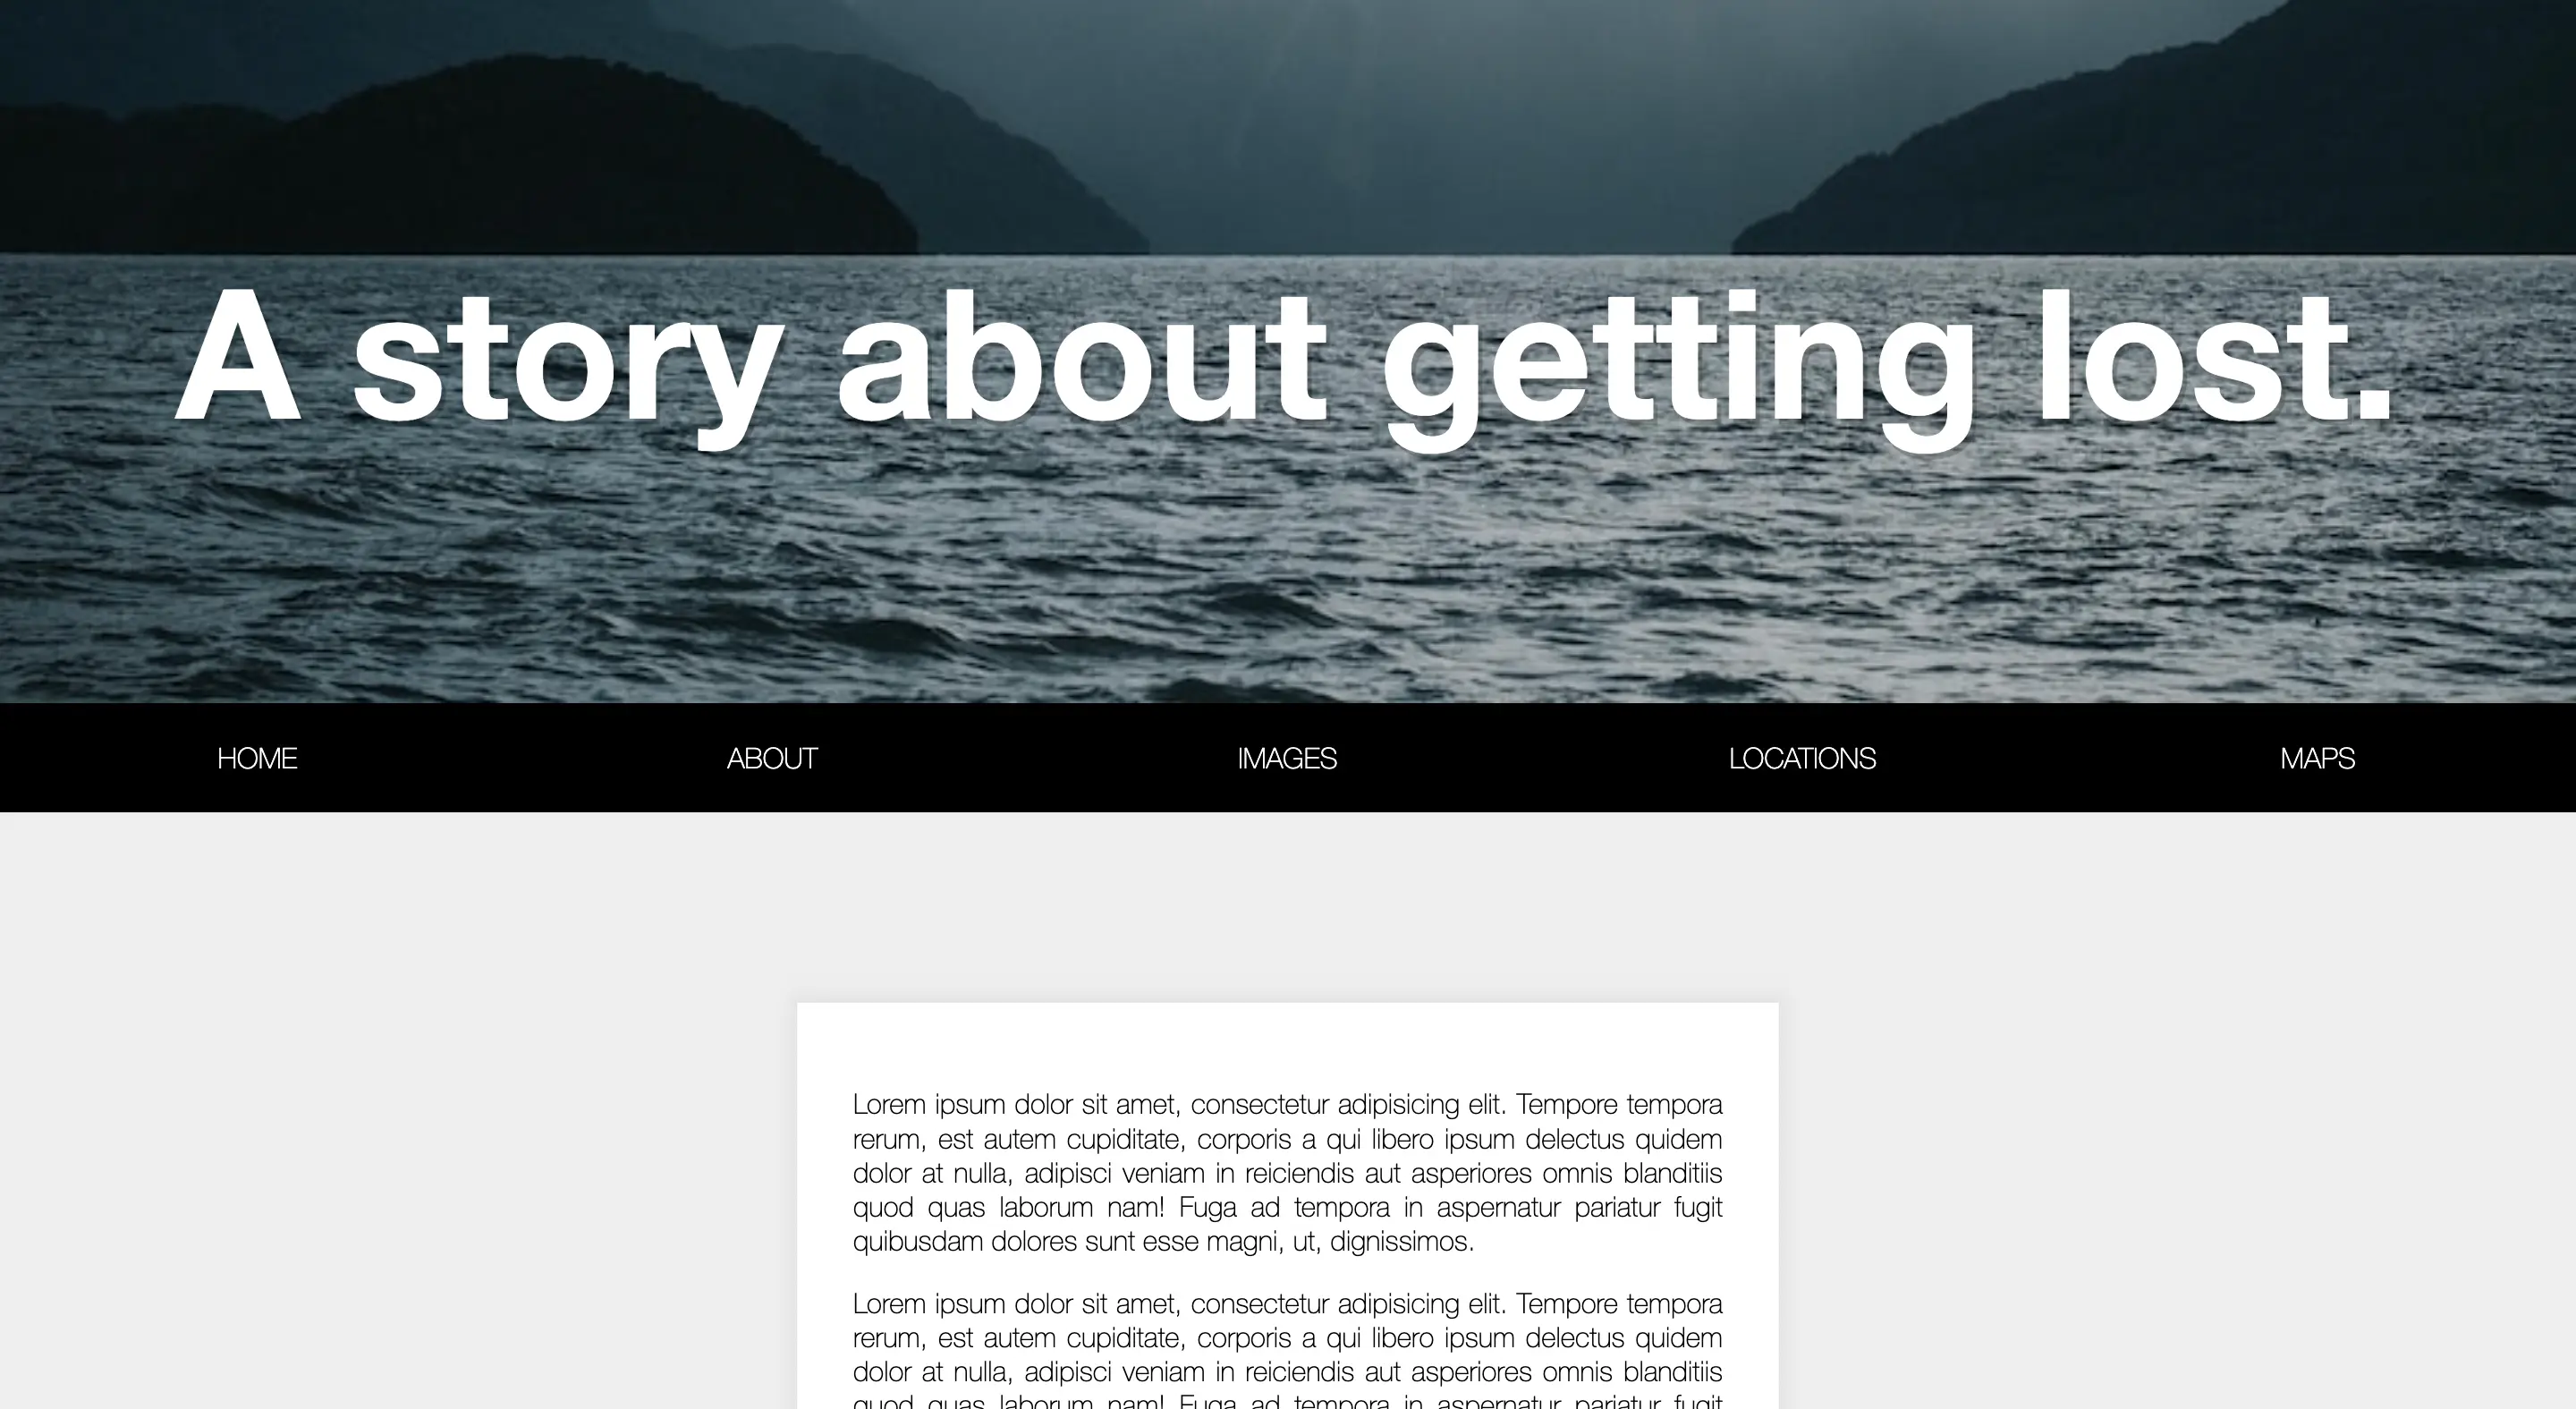 A story about getting lost.
HOME ABOUT IMAGES LOCATIONS MAPS
Lorem ipsum dolor sit amet, consectetur adipisicing elit. Tempore tempora
rerum, est autem cupiditate, corporis a qui libero ipsum delectus quidem
dolor at nulla, adipisci veniam in reiciendis aut asperiores omnis blanditiis
quod quas laborum nam! Fuga ad tempora in aspernatur pariatur fugit
quibusdam dolores sunt esse magni, ut, dignissimos.
Lorem ipsum dolor sit amet, consectetur adipisicing elit. Tempore tempora
rerum, est autem cupiditate, corporis a qui libero ipsum delectus quidem
dolor at nulla, adipisci veniam in reiciendis aut asperiores omnis blanditiis
quod quas laborum nam! Fuga ad tempora in aspernatur pariatur fugit